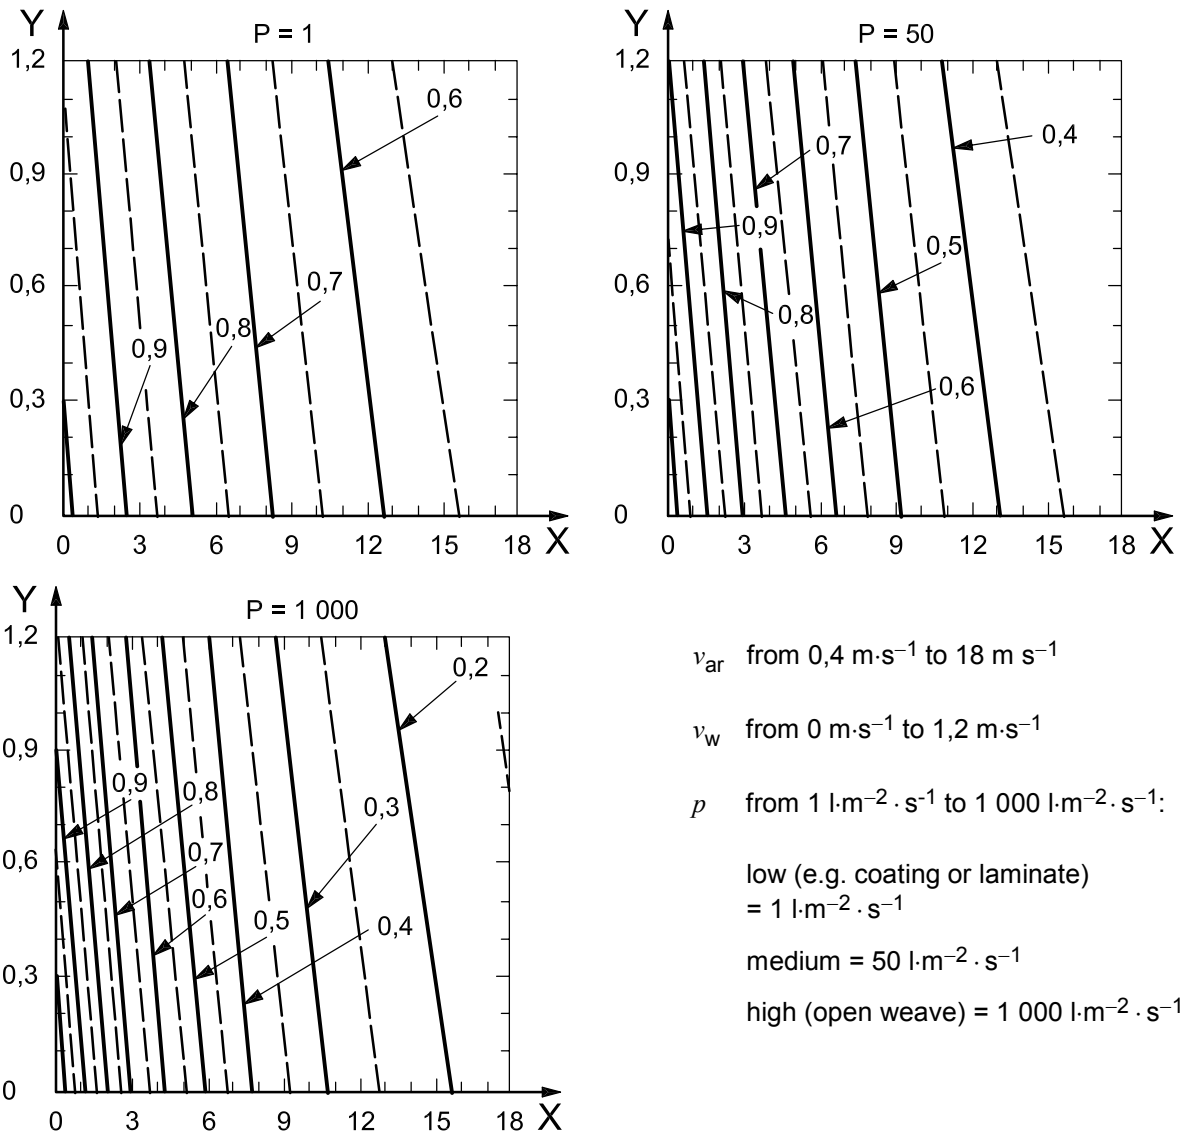 Y
P = 1
1,2
0,9
0,6
0,3
0
0,6
0,7
0,8
0,9
0 3 6 9 12 15 18 X
Y
P = 50
1,2
0,9
0,6
0,3
0
0,4
0,7
0,9
0,5
0,8
0,6
0 3 6 9 12 15 18 X
Y
P = 1 000
1,2
0,9
0,6
0,3
0
0,2
0,9
0,8
0,3
0,7
0,6
0,5
0,4
0 3 6 9 12 15 18 X
v_ar from 0,4 m·s⁻¹ to 18 m s⁻¹
v_w from 0 m·s⁻¹ to 1,2 m·s⁻¹
p from 1 l·m⁻² · s⁻¹ to 1 000 l·m⁻² · s⁻¹:
low (e.g. coating or laminate)
= 1 l·m⁻² · s⁻¹
medium = 50 l·m⁻² · s⁻¹
high (open weave) = 1 000 l·m⁻² · s⁻¹